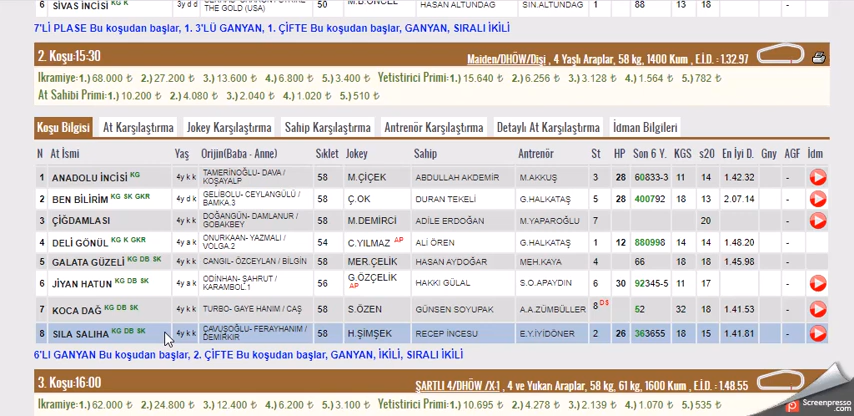 6 SİVAS İNCİSİ KG K THE GOLD (USA) M.B.ÖNCEL HASAN ALTUNDAĞ SIN.ALTUNDAĞ 1 88 13 18 -
7'Lİ PLASE Bu koşudan başlar, 1. 3'LÜ GANYAN, 1. ÇİFTE Bu koşudan başlar, GANYAN, SIRALI İKİLİ
2. Koşu:15:30 Maiden/DHÖW/Dişi , 4 Yaşlı Araplar, 58 kg, 1400 Kum , E.İ.D. : 1.32.97
Ikramiye:1.) 68.000 ₺ 2.) 27.200 ₺ 3.) 13.600 ₺ 4.) 6.800 ₺ 5.) 3.400 ₺ Yetistirici Primi:1.) 15.640 ₺ 2.) 6.256 ₺ 3.) 3.128 ₺ 4.) 1.564 ₺ 5.) 782 ₺
At Sahibi Primi:1.) 10.200 ₺ 2.) 4.080 ₺ 3.) 2.040 ₺ 4.) 1.020 ₺ 5.) 510 ₺
Koşu Bilgisi At Karşılaştırma Jokey Karşılaştırma Sahip Karşılaştırma Antrenör Karşılaştırma Detaylı At Karşılaştırma İdman Bilgileri
N At İsmi Yaş Orijin(Baba - Anne) Sıklet Jokey Sahip Antrenör St HP Son 6 Y. KGS s20 En İyi D. Gny AGF İdm
1 ANADOLU İNCİSİ KG 4y k k TAMERİNOĞLU- DAVA / KOŞAYALP 58 M.ÇİÇEK ABDULLAH AKDEMİR M.AKKUŞ 3 28 60833-3 11 14 1.42.32 -
2 BEN BİLİRİM KG SK GKR 4y d k GELİBOLU- CEYLANGÜLÜ / BAMKA.3 58 Ç.OK DURAN TEKELİ G.HALKATAŞ 5 28 400792 18 13 2.07.14 -
3 ÇIĞDAMLASI 4y k k DOĞANGÜN- DAMLANUR / GOBAKBEY 58 M.DEMİRCİ ADİLE ERDOĞAN M.YAPAROĞLU 7 20 -
4 DELİ GÖNÜL KG K GKR 4y a k ONURKAAN- YAZMALI / VOLGA.2 54 C.YILMAZ AP ALİ ÖREN G.HALKATAŞ 1 12 880998 14 14 1.48.20 -
5 GALATA GÜZELİ KG DB SK 4y k k CANGIL- ÖZCEYLAN / BİLGİN 58 MER.ÇELİK HASAN AYDOĞAR MEH.KAYA 4 66 18 18 1.45.98 -
6 JİYAN HATUN KG DB SK 4y a k ODİNHAN- ŞAHRUT / KARAMBOL.1 56 G.ÖZÇELİK AP HAKKI GÜLAL S.O.APAYDIN 6 30 92345-5 11 17 -
7 KOCA DAĞ KG DB SK 4y k k TURBO- GAYE HANIM / CAŞ 58 S.ÖZEN GÜNSEN SOYUPAK A.A.ZÜMBÜLLER 8 DS 52 32 18 1.41.54 -
8 SILA SALIHA KG DB SK 4y k k ÇAVUŞOĞLU- FERAYHANIM / DEMİRKIR 58 H.ŞİMŞEK RECEP İNCESU E.Y.İYİDÖNER 2 26 363655 18 15 1.41.81 -
6'LI GANYAN Bu koşudan başlar, 2. ÇİFTE Bu koşudan başlar, GANYAN, İKİLİ, SIRALI İKİLİ
3. Koşu:16:00 ŞARTLI 4/DHÖW /X-1 , 4 ve Yukarı Araplar, 58 kg, 61 kg, 1600 Kum , E.İ.D. : 1.48.55
Ikramiye:1.) 62.000 ₺ 2.) 24.800 ₺ 3.) 12.400 ₺ 4.) 6.200 ₺ 5.) 3.100 ₺ Yetistirici Primi:1.) 10.695 ₺ 2.) 4.278 ₺ 3.) 2.139 ₺ 4.) 1.070 ₺ 5.) 535 ₺
Screenpresso
.com